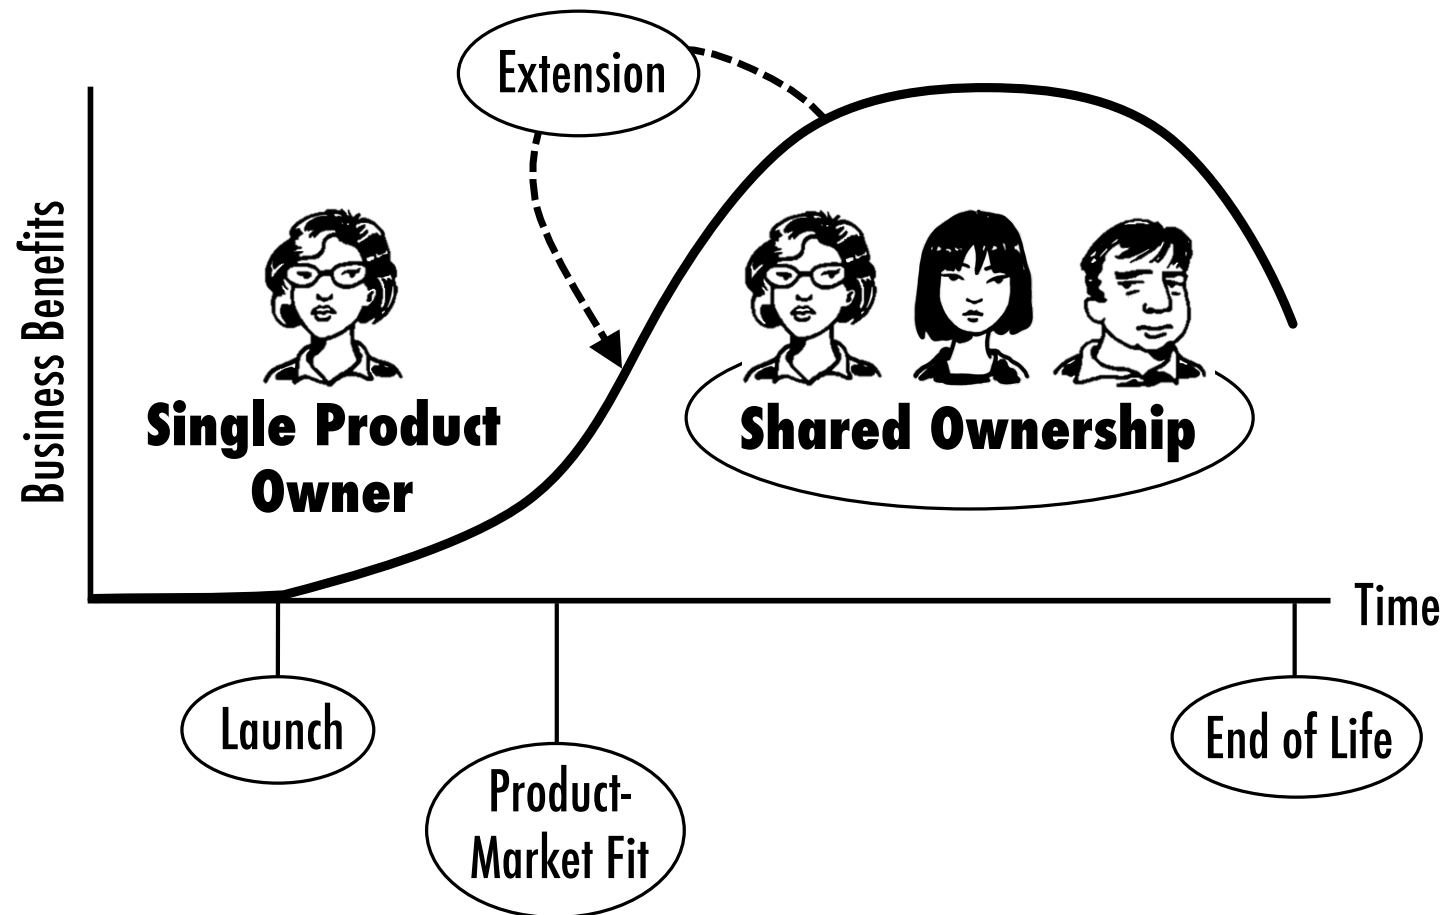 Extension
Business Benefits
Single Product
Owner
Shared Ownership
Time
Launch
Product-
Market Fit
End of Life